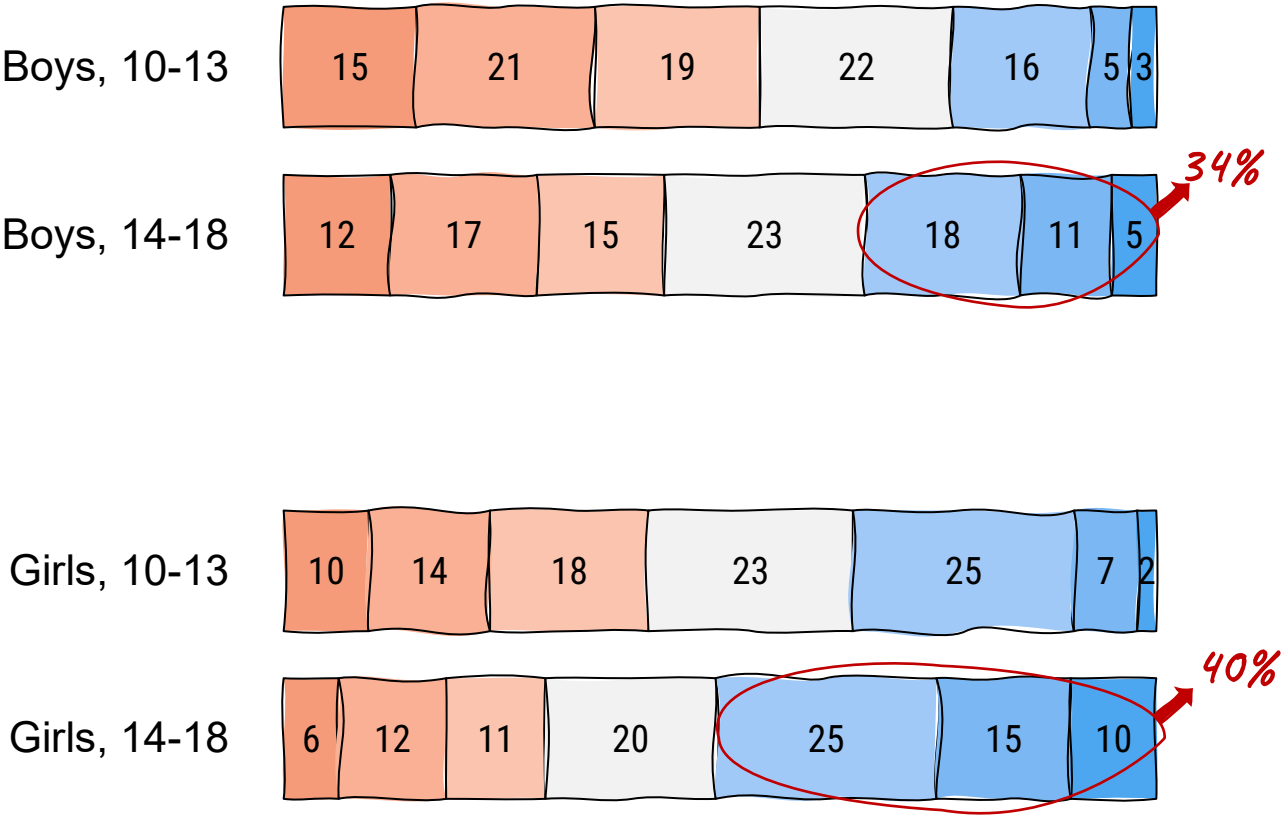 Boys, 10-13 15 21 19 22 16 5 3
34%
Boys, 14-18 12 17 15 23 18 11 5
Girls, 10-13 10 14 18 23 25 7 2
40%
Girls, 14-18 6 12 11 20 25 15 10